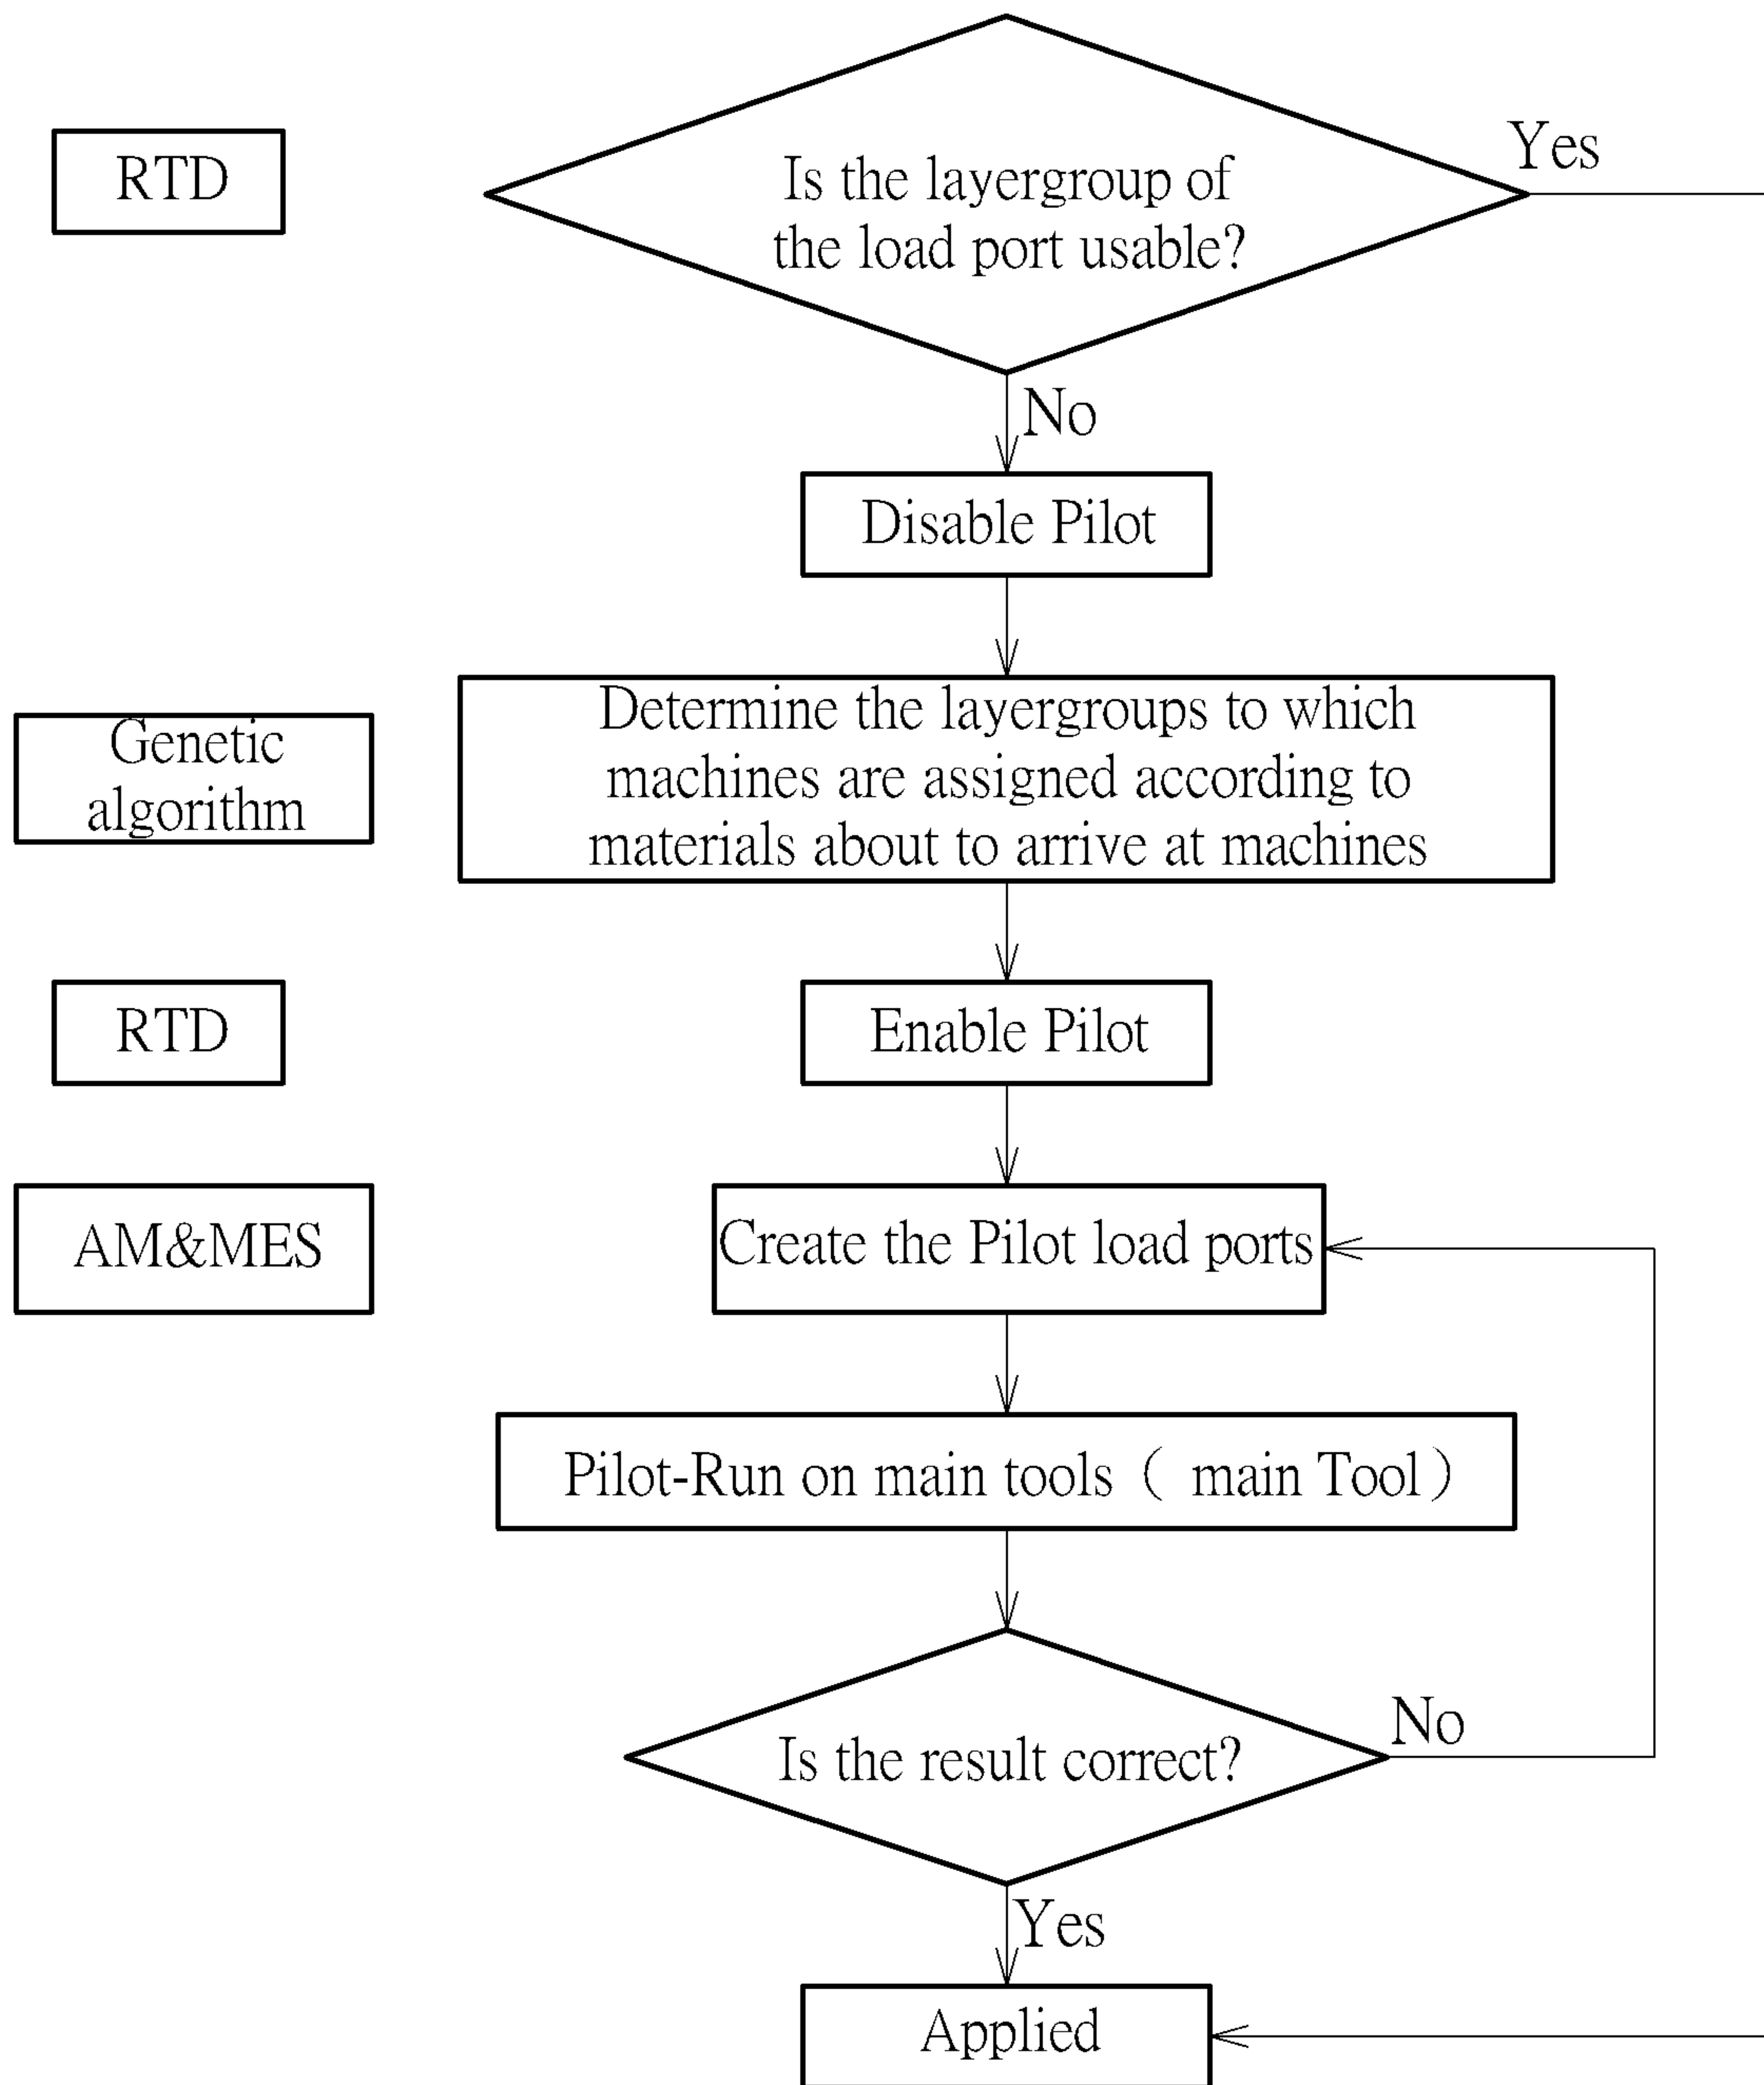 RTD
Is the layergroup of
the load port usable?
Yes
No
Disable Pilot
Genetic
algorithm
Determine the layergroups to which
machines are assigned according to
materials about to arrive at machines
RTD
Enable Pilot
AM&MES
Create the Pilot load ports
Pilot-Run on main tools ( main Tool)
Is the result correct?
No
Yes
Applied